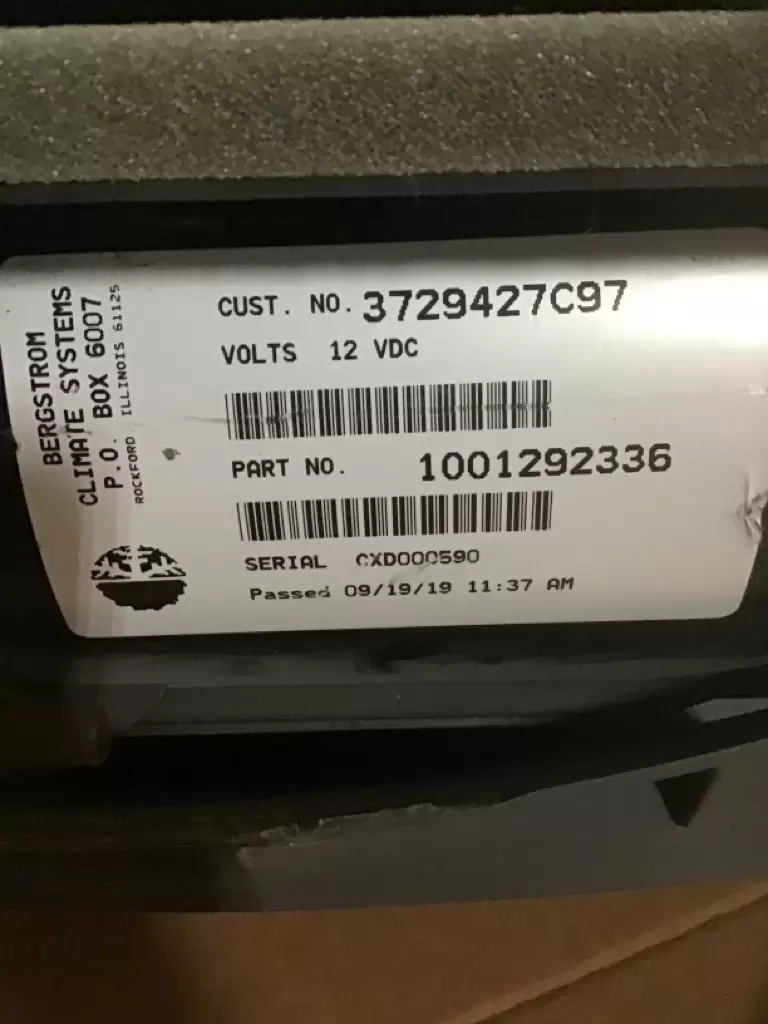 BERGSTROM
CLIMATE SYSTEMS
P.O. BOX 6007
ROCKFORD ILLINOIS 61125
CUST. NO. 3729427C97
VOLTS 12 VDC
PART NO. 1001292336
SERIAL CXD000590
Passed 09/19/19 11:37 AM